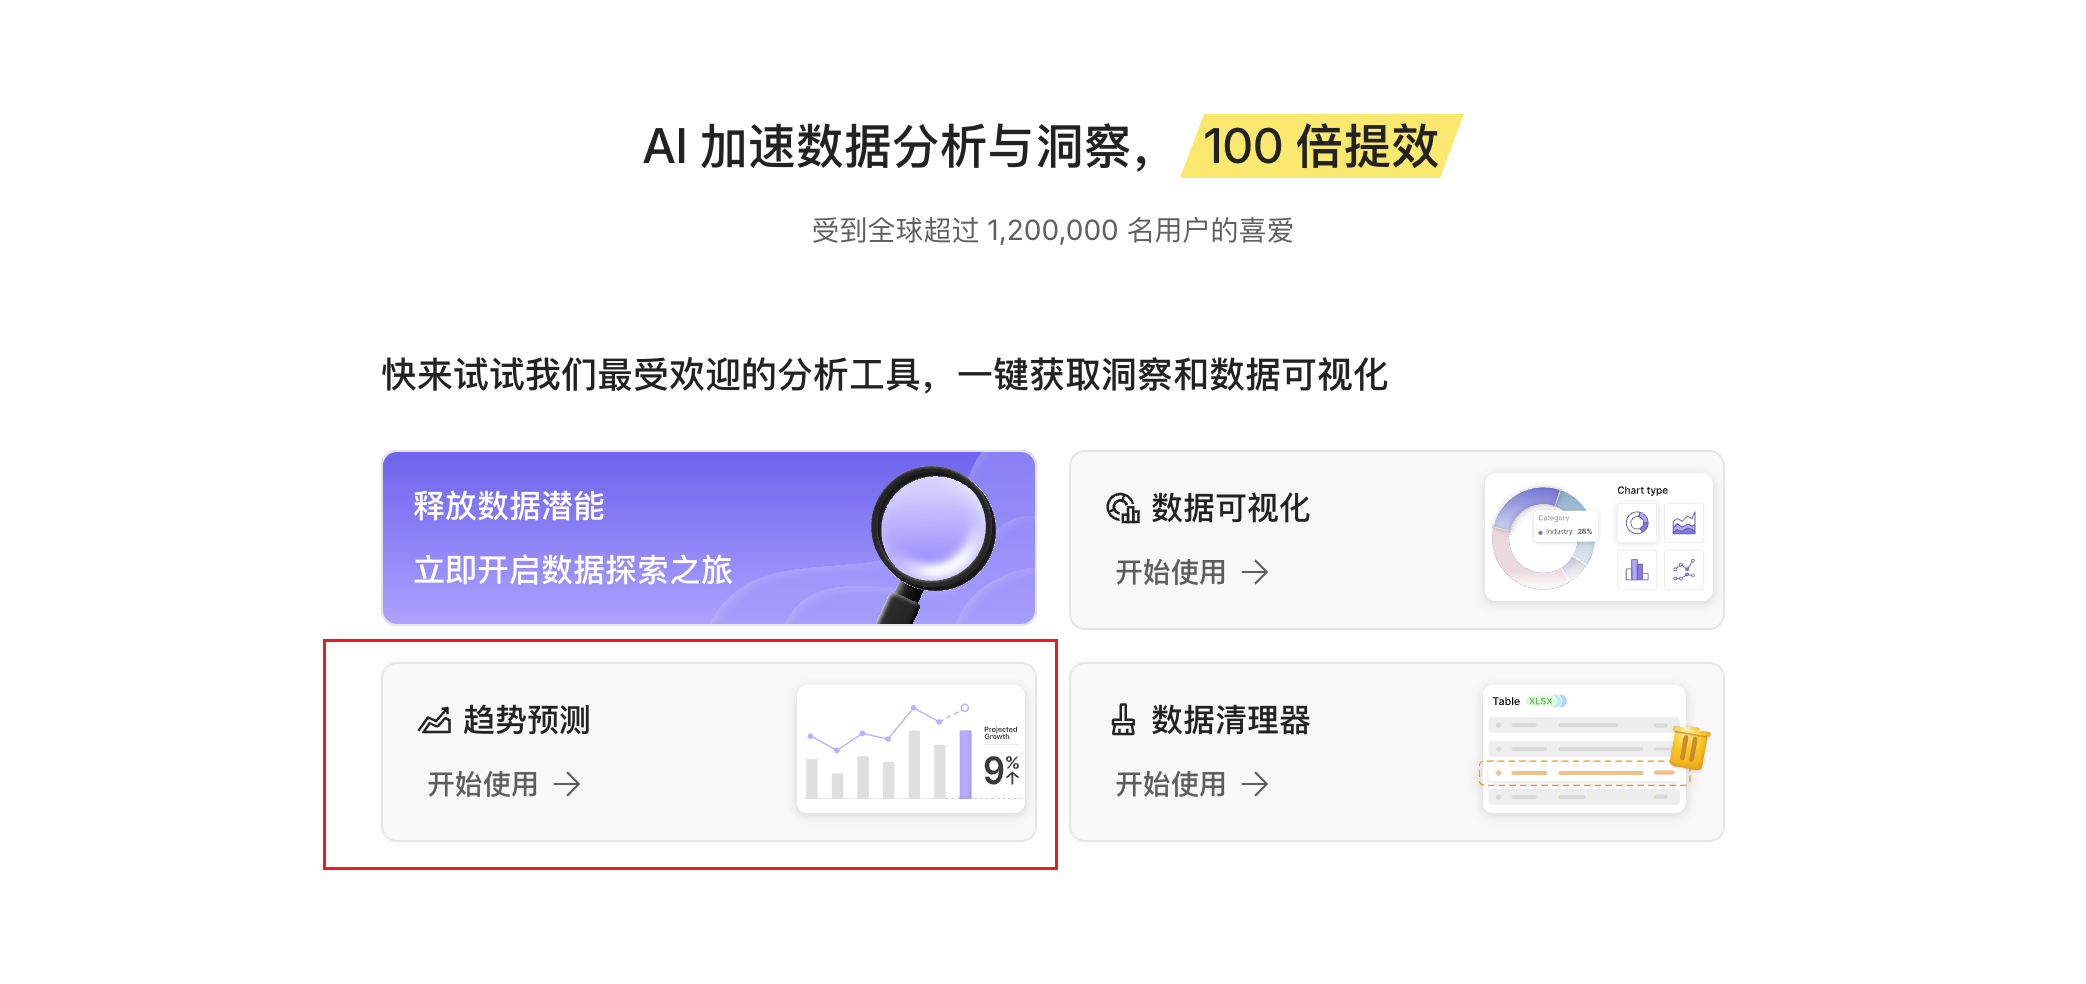 AI 加速数据分析与洞察，100 倍提效
受到全球超过 1,200,000 名用户的喜爱
快来试试我们最受欢迎的分析工具，一键获取洞察和数据可视化
释放数据潜能
立即开启数据探索之旅
数据可视化
开始使用 →
Chart type
Category
Industry 28%
趋势预测
开始使用 →
Projected
Growth
9%↑
数据清理器
开始使用 →
Table XLSX